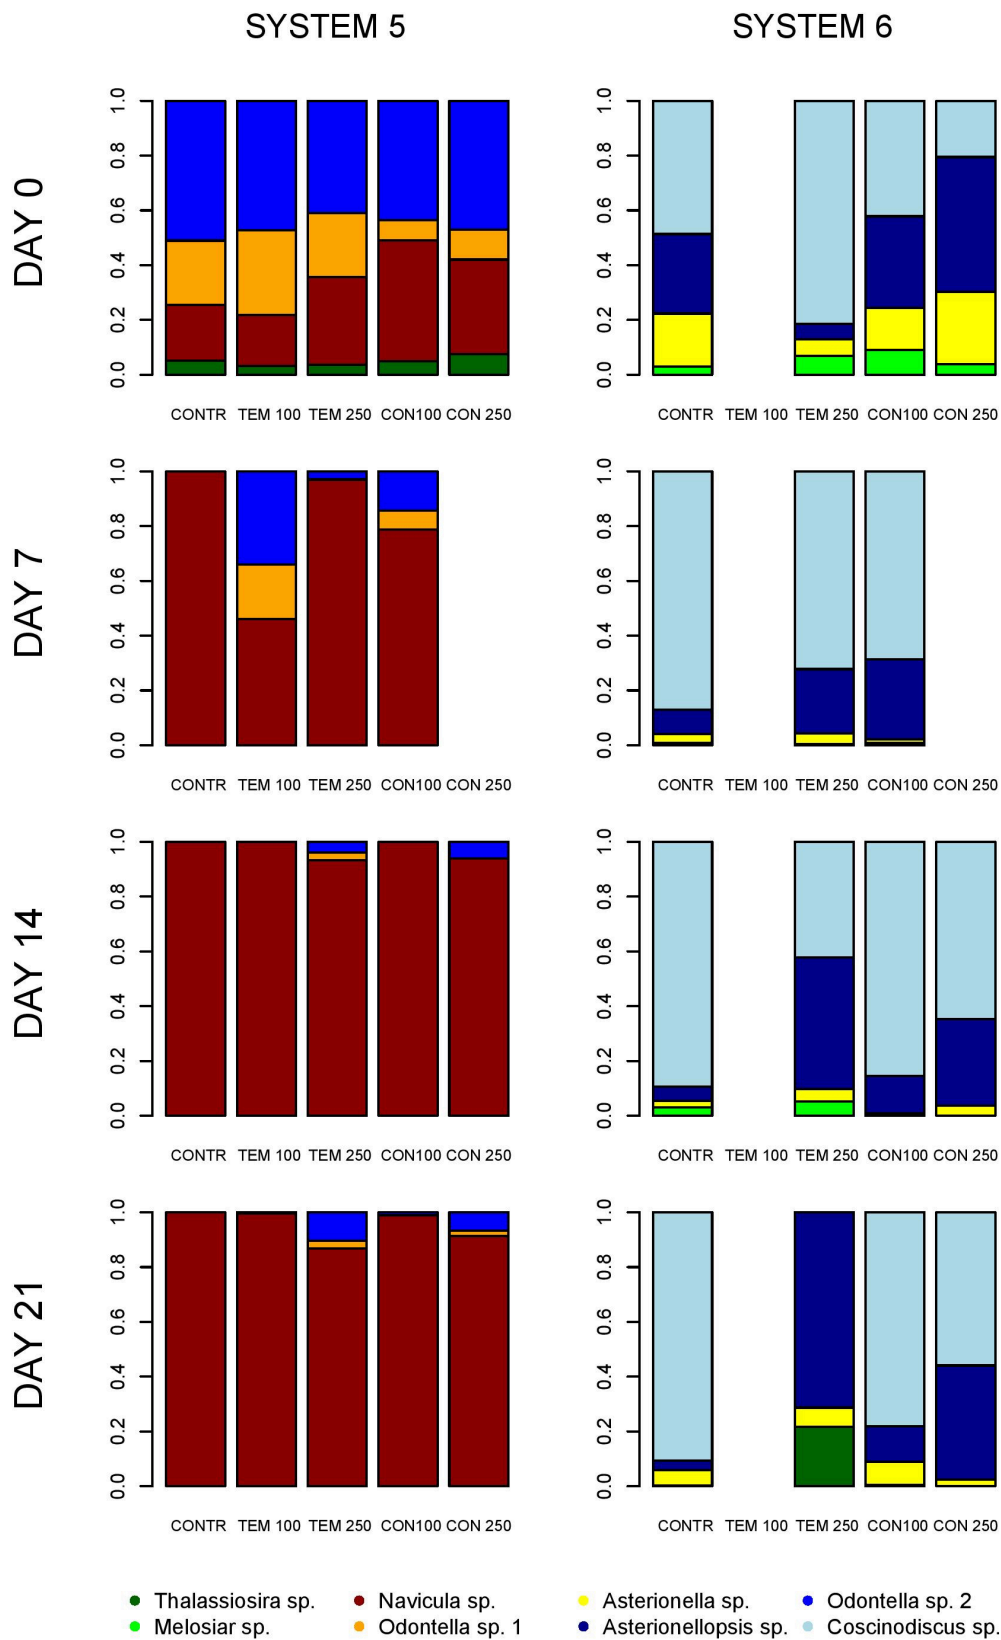 SYSTEM 5 SYSTEM 6
DAY 0
0.0 0.2 0.4 0.6 0.8 1.0
0.0 0.2 0.4 0.6 0.8 1.0
CONTR TEM 100 TEM 250 CON100 CON 250
CONTR TEM 100 TEM 250 CON100 CON 250
DAY 7
0.0 0.2 0.4 0.6 0.8 1.0
0.0 0.2 0.4 0.6 0.8 1.0
CONTR TEM 100 TEM 250 CON100 CON 250
CONTR TEM 100 TEM 250 CON100 CON 250
DAY 14
0.0 0.2 0.4 0.6 0.8 1.0
0.0 0.2 0.4 0.6 0.8 1.0
CONTR TEM 100 TEM 250 CON100 CON 250
CONTR TEM 100 TEM 250 CON100 CON 250
DAY 21
0.0 0.2 0.4 0.6 0.8 1.0
0.0 0.2 0.4 0.6 0.8 1.0
CONTR TEM 100 TEM 250 CON100 CON 250
CONTR TEM 100 TEM 250 CON100 CON 250
Thalassiosira sp. Navicula sp. Asterionella sp. Odontella sp. 2
Melosiar sp. Odontella sp. 1 Asterionellopsis sp. Coscinodiscus sp.